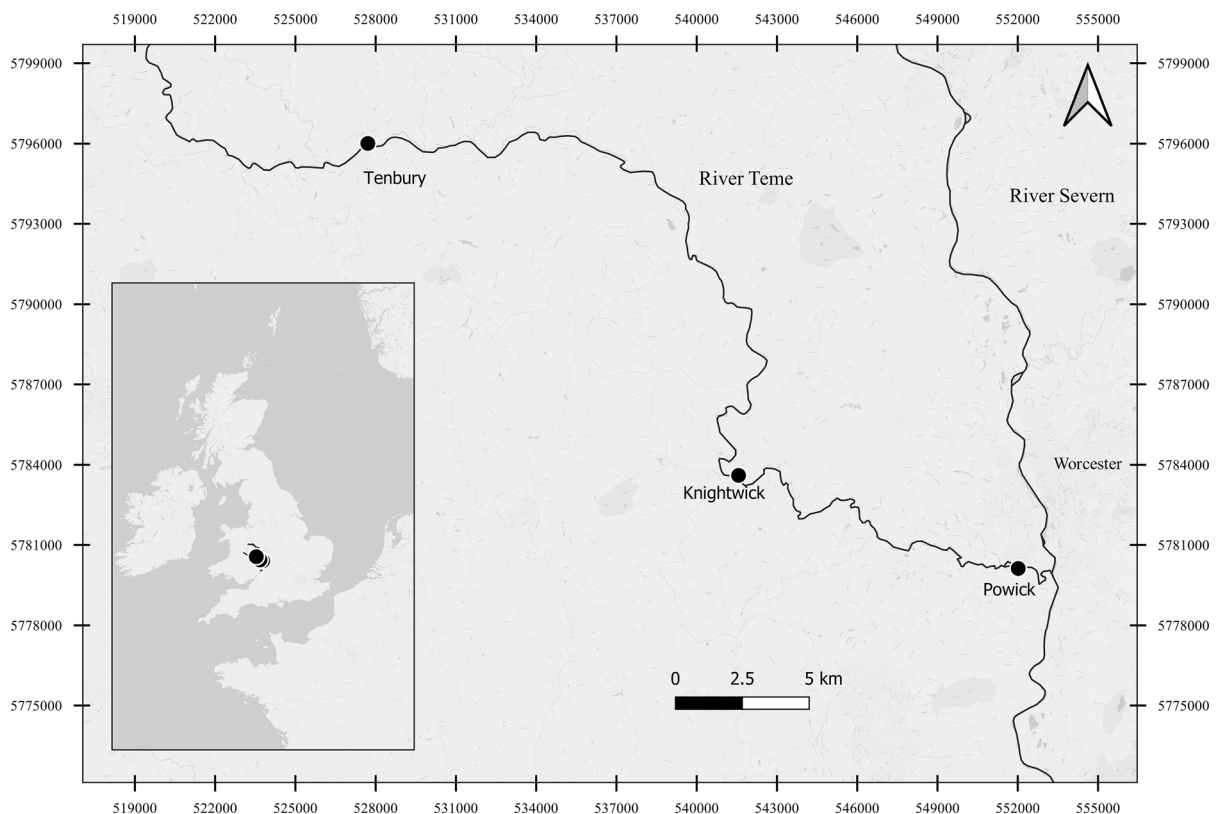 519000 522000 525000 528000 531000 534000 537000 540000 543000 546000 549000 552000 555000
5799000 5799000
5796000 5796000
Tenbury
River Teme
River Severn
5793000 5793000
5790000 5790000
5787000 5787000
5784000 5784000
Worcester
Knightwick
5781000 5781000
Powick
5778000 5778000
0 2.5 5 km
5775000 5775000
519000 522000 525000 528000 531000 534000 537000 540000 543000 546000 549000 552000 555000